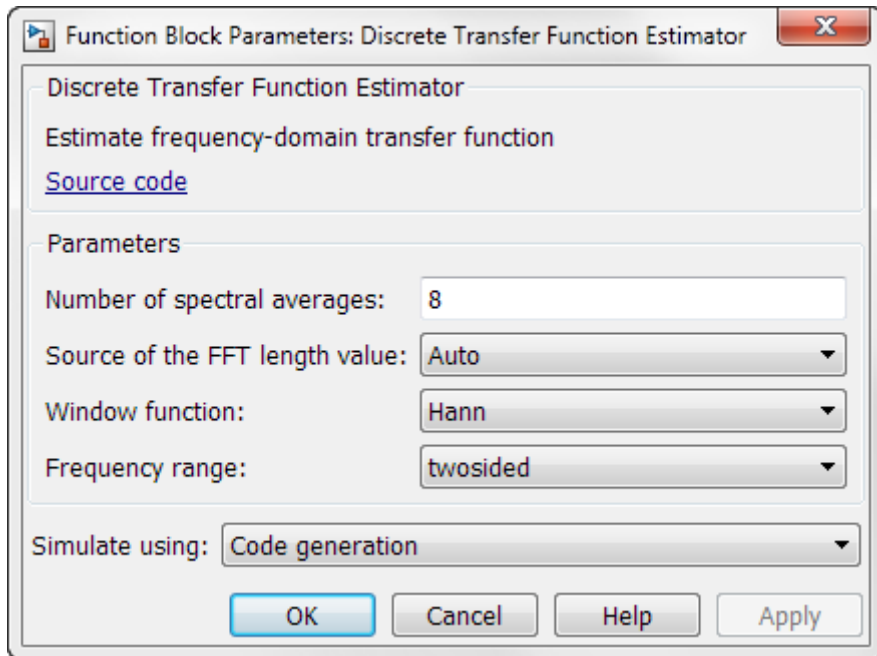 Function Block Parameters: Discrete Transfer Function Estimator
Discrete Transfer Function Estimator
Estimate frequency-domain transfer function
Source code
Parameters
Number of spectral averages: 8
Source of the FFT length value: Auto
Window function: Hann
Frequency range: twosided
Simulate using: Code generation
OK Cancel Help Apply